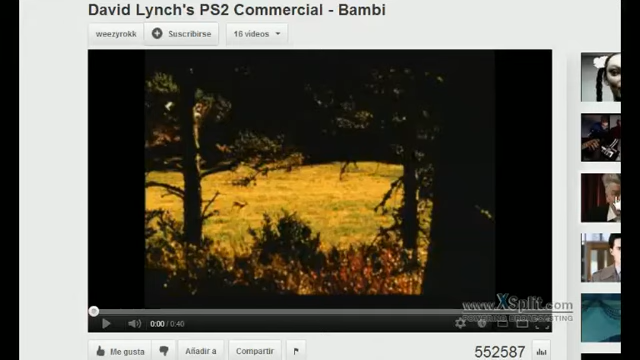 David Lynch's PS2 Commercial - Bambi
weezyrokk Suscribirse 16 videos
www.XSplit.com
0:00 / 0:40
Me gusta Añadir a Compartir 552587